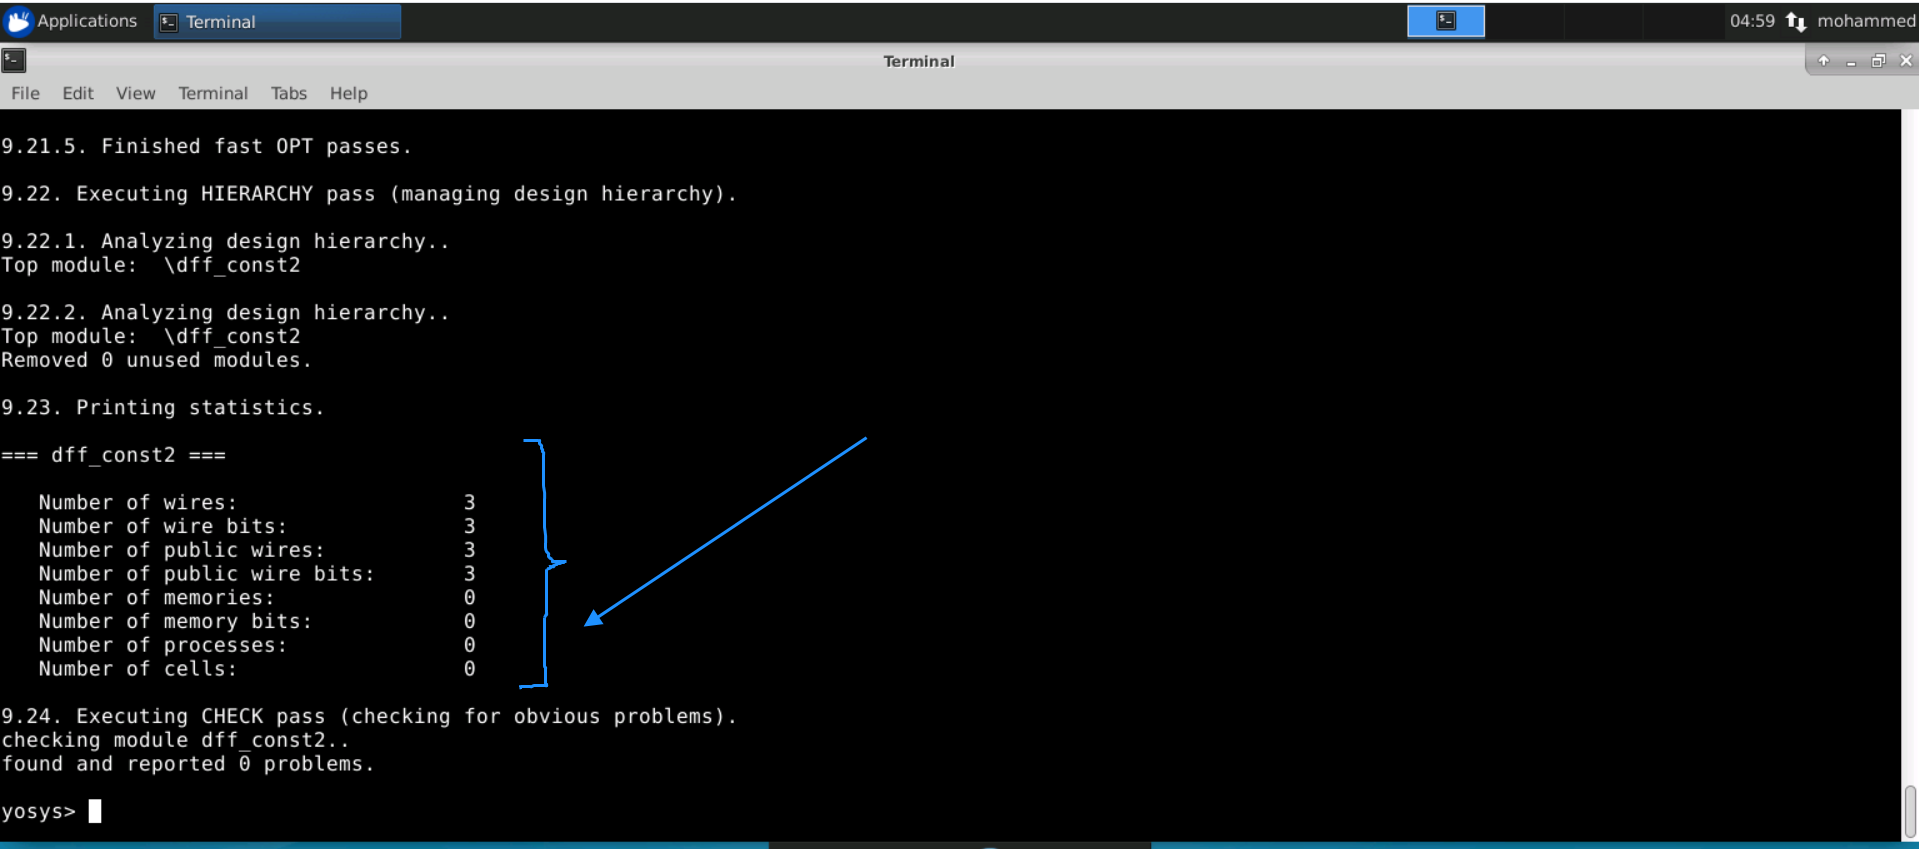 Applications Terminal 04:59 mohammed
Terminal
File Edit View Terminal Tabs Help
9.21.5. Finished fast OPT passes.
9.22. Executing HIERARCHY pass (managing design hierarchy).
9.22.1. Analyzing design hierarchy..
Top module:  \dff_const2
9.22.2. Analyzing design hierarchy..
Top module:  \dff_const2
Removed 0 unused modules.
9.23. Printing statistics.
=== dff_const2 ===
Number of wires: 3
Number of wire bits: 3
Number of public wires: 3
Number of public wire bits: 3
Number of memories: 0
Number of memory bits: 0
Number of processes: 0
Number of cells: 0
9.24. Executing CHECK pass (checking for obvious problems).
checking module dff_const2..
found and reported 0 problems.
yosys>